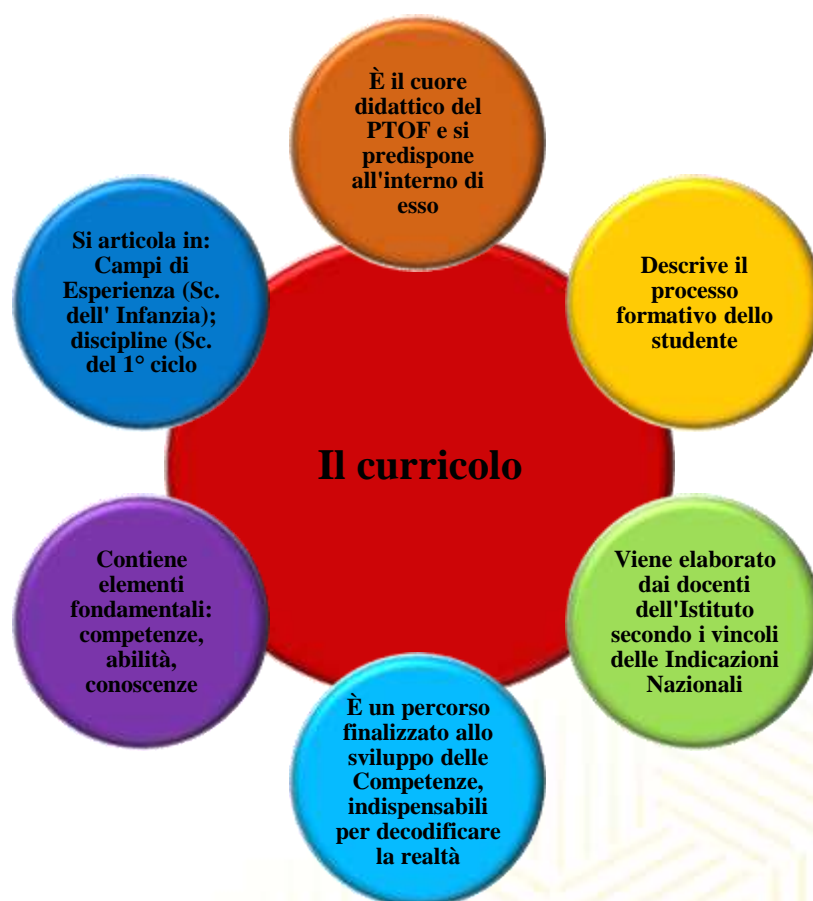 È il cuore
didattico del
PTOF e si
predispone
all'interno di
esso
Descrive il
processo
formativo dello
studente
Viene elaborato
dai docenti
dell'Istituto
secondo i vincoli
delle Indicazioni
Nazionali
È un percorso
finalizzato allo
sviluppo delle
Competenze,
indispensabili
per decodificare
la realtà
Contiene
elementi
fondamentali:
competenze,
abilità,
conoscenze
Si articola in:
Campi di
Esperienza (Sc.
dell' Infanzia);
discipline (Sc.
del 1° ciclo
Il curricolo